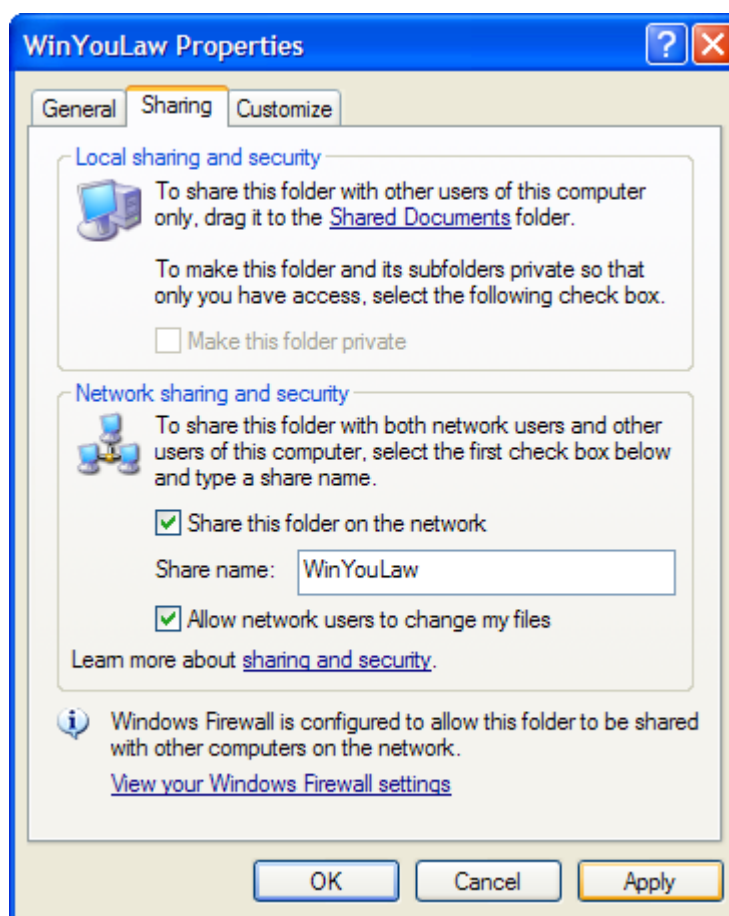 WinYouLaw Properties
General Sharing Customize
Local sharing and security
To share this folder with other users of this computer
only, drag it to the Shared Documents folder.
To make this folder and its subfolders private so that
only you have access, select the following check box.
Make this folder private
Network sharing and security
To share this folder with both network users and other
users of this computer, select the first check box below
and type a share name.
Share this folder on the network
Share name: WinYouLaw
Allow network users to change my files
Learn more about sharing and security.
Windows Firewall is configured to allow this folder to be shared
with other computers on the network.
View your Windows Firewall settings
OK Cancel Apply